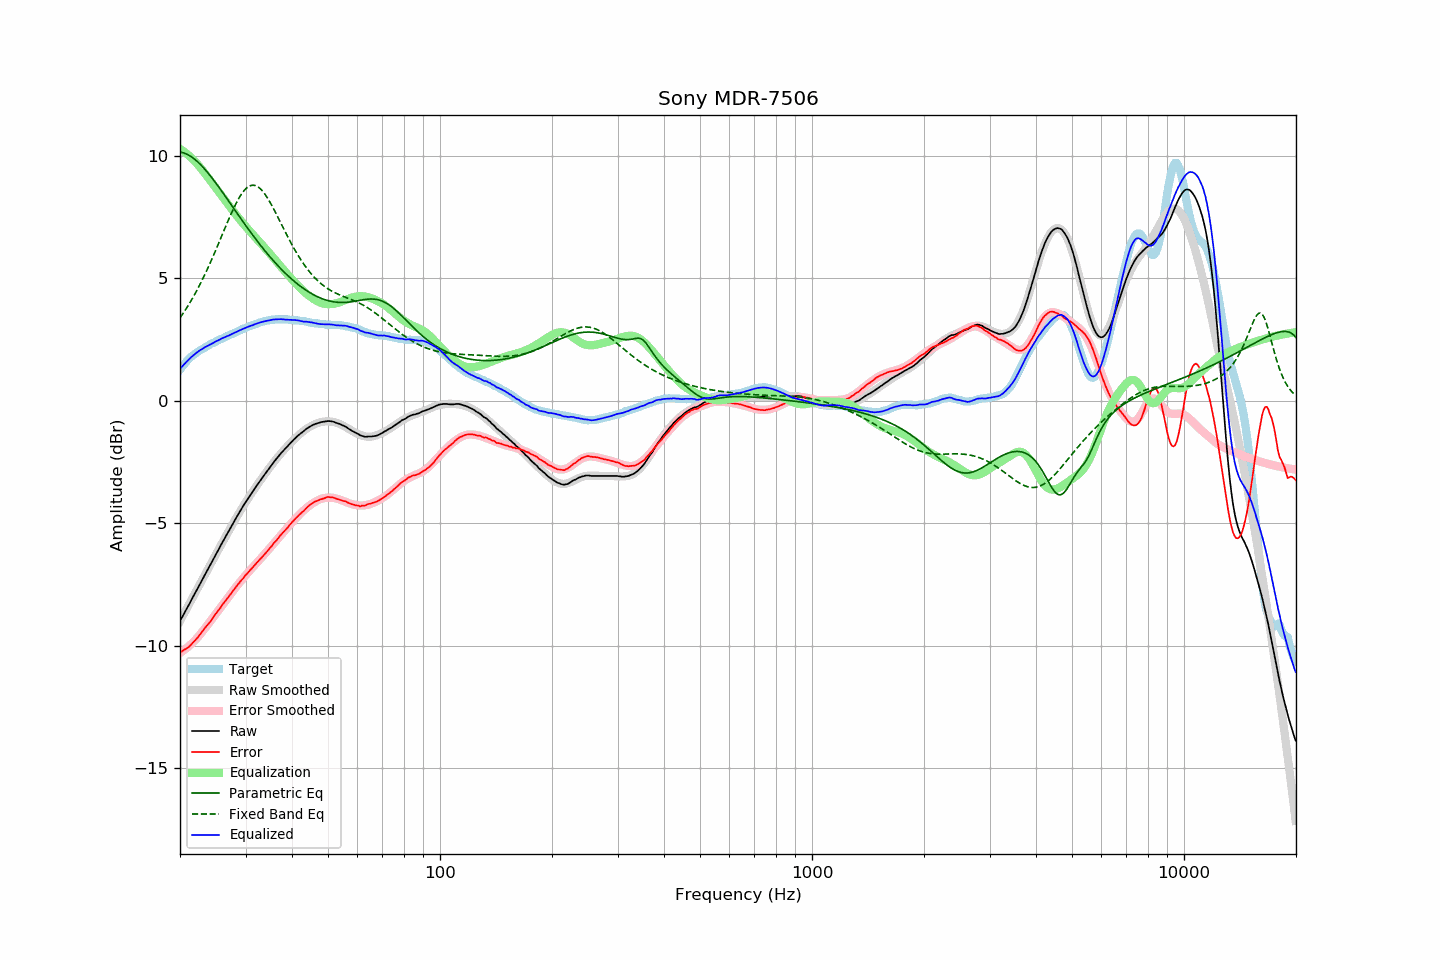 Sony MDR-7506
Amplitude (dBr)
10
5
0
−5
−10
−15
Target
Raw Smoothed
Error Smoothed
Raw
Error
Equalization
Parametric Eq
Fixed Band Eq
Equalized
100
1000
10000
Frequency (Hz)